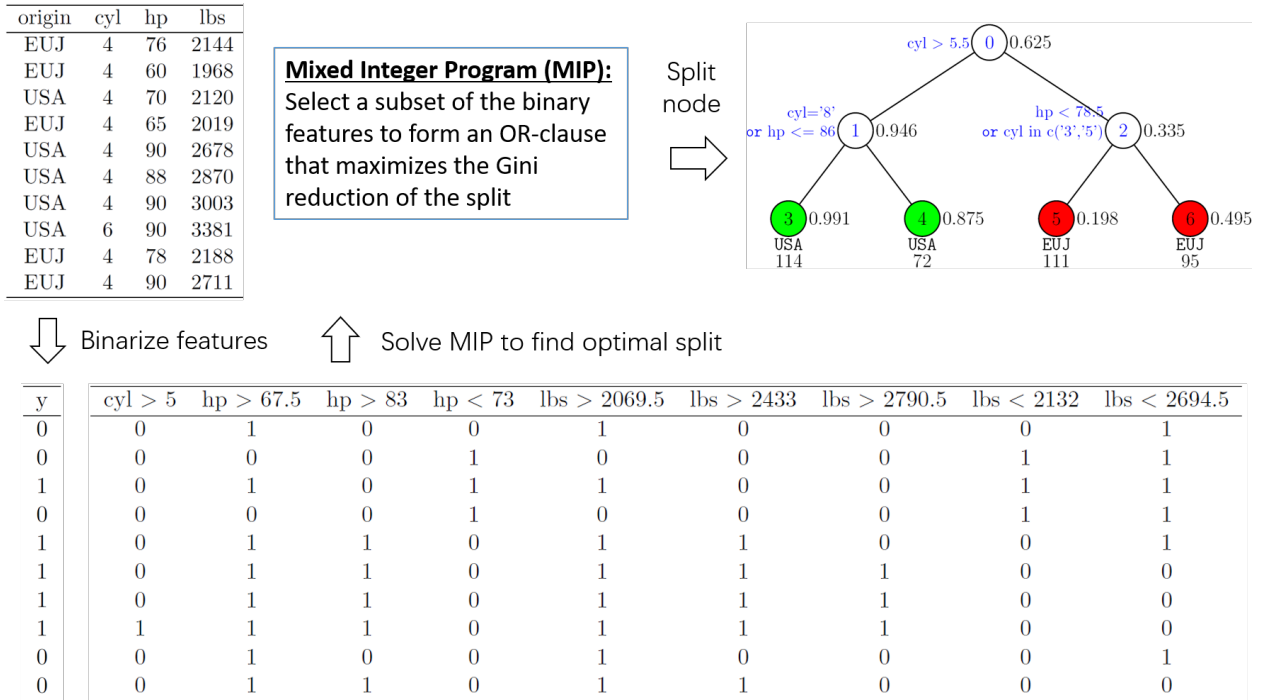 origin cyl hp lbs
EUJ 4 76 2144
EUJ 4 60 1968
USA 4 70 2120
EUJ 4 65 2019
USA 4 90 2678
USA 4 88 2870
USA 4 90 3003
USA 6 90 3381
EUJ 4 78 2188
EUJ 4 90 2711
Mixed Integer Program (MIP):
Select a subset of the binary
features to form an OR-clause
that maximizes the Gini
reduction of the split
Split
node
cyl > 5.5 0 0.625
cyl='8'
or hp <= 86 1 0.946
hp < 78.5
or cyl in c('3','5') 2 0.335
3 0.991 4 0.875 5 0.198 6 0.495
USA USA EUJ EUJ
114 72 111 95
Binarize features
Solve MIP to find optimal split
y cyl > 5 hp > 67.5 hp > 83 hp < 73 lbs > 2069.5 lbs > 2433 lbs > 2790.5 lbs < 2132 lbs < 2694.5
0 0 1 0 0 1 0 0 0 1
0 0 0 0 1 0 0 0 1 1
1 0 1 0 1 1 0 0 1 1
0 0 0 0 1 0 0 0 1 1
1 0 1 1 0 1 1 0 0 1
1 0 1 1 0 1 1 1 0 0
1 0 1 1 0 1 1 1 0 0
1 1 1 1 0 1 1 1 0 0
0 0 1 0 0 1 0 0 0 1
0 0 1 1 0 1 1 0 0 0